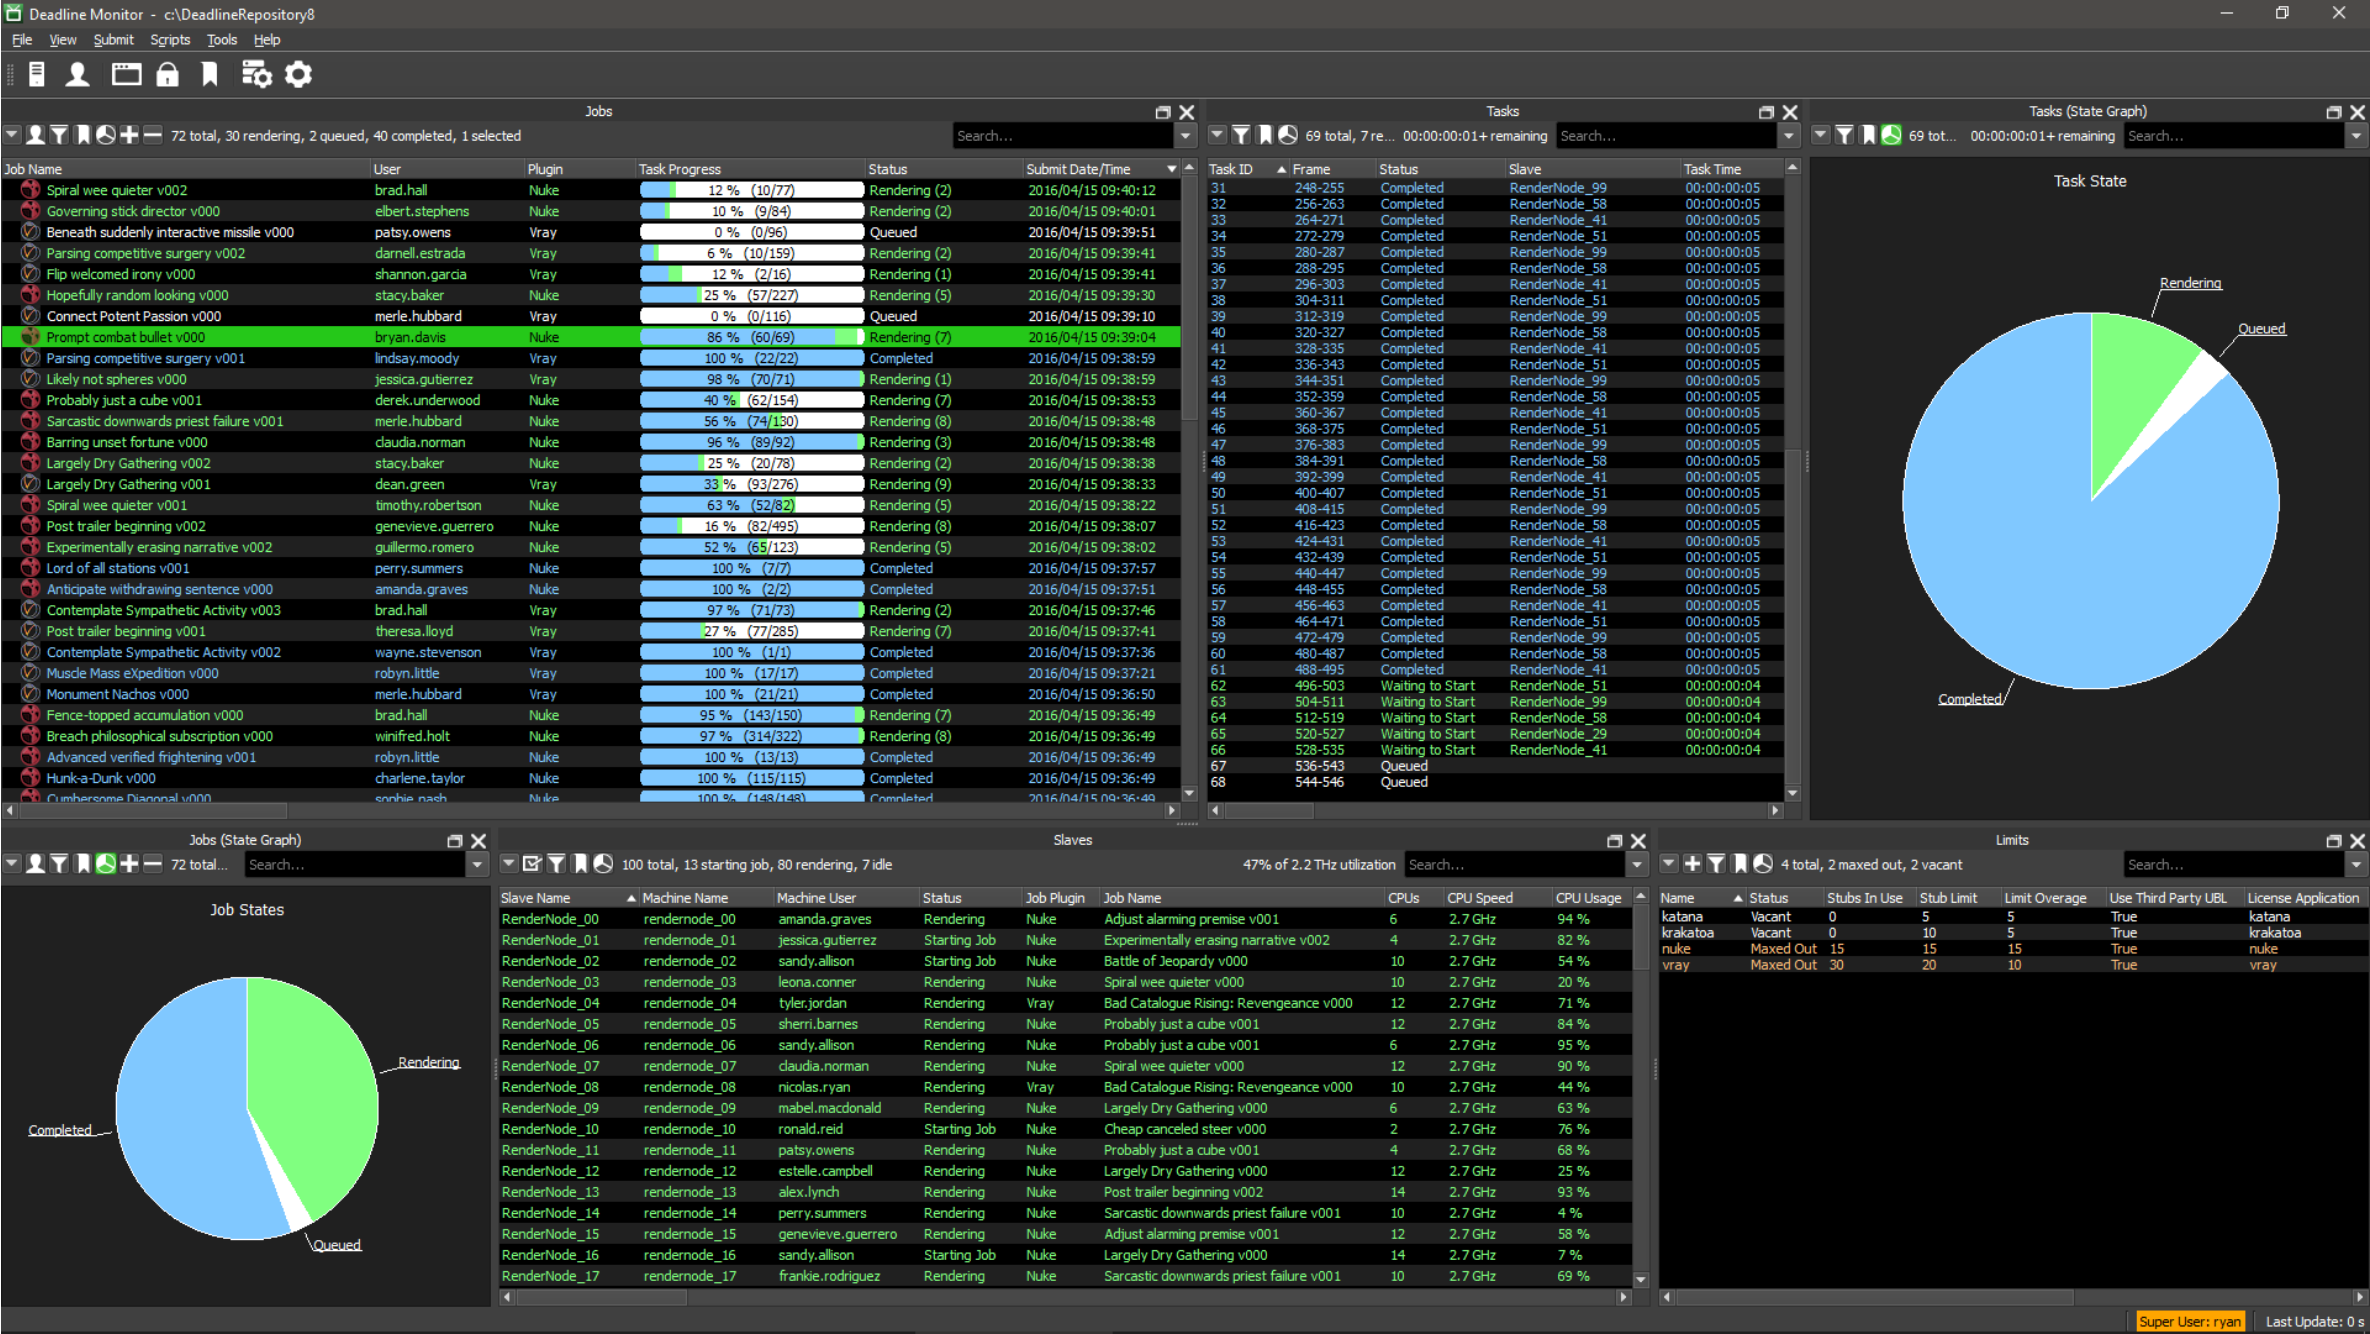 Deadline Monitor - c:\DeadlineRepository8
File View Submit Scripts Tools Help
Jobs
72 total, 30 rendering, 2 queued, 40 completed, 1 selected Search...
Job Name User Plugin Task Progress Status Submit Date/Time
Spiral wee quieter v002 brad.hall Nuke 12 % (10/77) Rendering (2) 2016/04/15 09:40:12
Governing stick director v000 elbert.stephens Nuke 10 % (9/84) Rendering (2) 2016/04/15 09:40:01
Beneath suddenly interactive missile v000 patsy.owens Vray 0 % (0/96) Queued 2016/04/15 09:39:51
Parsing competitive surgery v002 darnell.estrada Vray 6 % (10/159) Rendering (2) 2016/04/15 09:39:41
Flip welcomed irony v000 shannon.garcia Vray 12 % (2/16) Rendering (1) 2016/04/15 09:39:41
Hopefully random looking v000 stacy.baker Nuke 25 % (57/227) Rendering (5) 2016/04/15 09:39:30
Connect Potent Passion v000 merle.hubbard Vray 0 % (0/116) Queued 2016/04/15 09:39:10
Prompt combat bullet v000 bryan.davis Nuke 86 % (60/69) Rendering (7) 2016/04/15 09:39:04
Parsing competitive surgery v001 lindsay.moody Vray 100 % (22/22) Completed 2016/04/15 09:38:59
Likely not spheres v000 jessica.gutierrez Vray 98 % (70/71) Rendering (1) 2016/04/15 09:38:59
Probably just a cube v001 derek.underwood Nuke 40 % (62/154) Rendering (7) 2016/04/15 09:38:53
Sarcastic downwards priest failure v001 merle.hubbard Nuke 56 % (74/130) Rendering (8) 2016/04/15 09:38:48
Barring unset fortune v000 claudia.norman Nuke 96 % (89/92) Rendering (3) 2016/04/15 09:38:48
Largely Dry Gathering v002 stacy.baker Nuke 25 % (20/78) Rendering (2) 2016/04/15 09:38:38
Largely Dry Gathering v001 dean.green Vray 33 % (93/276) Rendering (9) 2016/04/15 09:38:33
Spiral wee quieter v001 timothy.robertson Nuke 63 % (52/82) Rendering (5) 2016/04/15 09:38:22
Post trailer beginning v002 genevieve.guerrero Nuke 16 % (82/495) Rendering (8) 2016/04/15 09:38:07
Experimentally erasing narrative v002 guillermo.romero Nuke 52 % (65/123) Rendering (5) 2016/04/15 09:38:02
Lord of all stations v001 perry.summers Nuke 100 % (7/7) Completed 2016/04/15 09:37:57
Anticipate withdrawing sentence v000 amanda.graves Nuke 100 % (2/2) Completed 2016/04/15 09:37:51
Contemplate Sympathetic Activity v003 brad.hall Vray 97 % (71/73) Rendering (2) 2016/04/15 09:37:46
Post trailer beginning v001 theresa.lloyd Vray 27 % (77/285) Rendering (7) 2016/04/15 09:37:41
Contemplate Sympathetic Activity v002 wayne.stevenson Vray 100 % (1/1) Completed 2016/04/15 09:37:36
Muscle Mass eXpedition v000 robyn.little Vray 100 % (17/17) Completed 2016/04/15 09:37:21
Monument Nachos v000 merle.hubbard Vray 100 % (21/21) Completed 2016/04/15 09:36:50
Fence-topped accumulation v000 brad.hall Nuke 95 % (143/150) Rendering (7) 2016/04/15 09:36:49
Breach philosophical subscription v000 winifred.holt Nuke 97 % (314/322) Rendering (8) 2016/04/15 09:36:49
Advanced verified frightening v001 robyn.little Nuke 100 % (13/13) Completed 2016/04/15 09:36:49
Hunk-a-Dunk v000 charlene.taylor Nuke 100 % (115/115) Completed 2016/04/15 09:36:49
Cumbersome Diagonal v000 sophie.nash Nuke 100 % (148/148) Completed 2016/04/15 09:36:49
Tasks
69 total, 7 re... 00:00:00:01+ remaining Search...
Task ID Frame Status Slave Task Time
31 248-255 Completed RenderNode_99 00:00:00:05
32 256-263 Completed RenderNode_58 00:00:00:05
33 264-271 Completed RenderNode_41 00:00:00:05
34 272-279 Completed RenderNode_51 00:00:00:05
35 280-287 Completed RenderNode_99 00:00:00:05
36 288-295 Completed RenderNode_58 00:00:00:05
37 296-303 Completed RenderNode_41 00:00:00:05
38 304-311 Completed RenderNode_51 00:00:00:05
39 312-319 Completed RenderNode_99 00:00:00:05
40 320-327 Completed RenderNode_58 00:00:00:05
41 328-335 Completed RenderNode_41 00:00:00:05
42 336-343 Completed RenderNode_51 00:00:00:05
43 344-351 Completed RenderNode_99 00:00:00:05
44 352-359 Completed RenderNode_58 00:00:00:05
45 360-367 Completed RenderNode_41 00:00:00:05
46 368-375 Completed RenderNode_51 00:00:00:05
47 376-383 Completed RenderNode_99 00:00:00:05
48 384-391 Completed RenderNode_58 00:00:00:05
49 392-399 Completed RenderNode_41 00:00:00:05
50 400-407 Completed RenderNode_51 00:00:00:05
51 408-415 Completed RenderNode_99 00:00:00:05
52 416-423 Completed RenderNode_58 00:00:00:05
53 424-431 Completed RenderNode_41 00:00:00:05
54 432-439 Completed RenderNode_51 00:00:00:05
55 440-447 Completed RenderNode_99 00:00:00:05
56 448-455 Completed RenderNode_58 00:00:00:05
57 456-463 Completed RenderNode_41 00:00:00:05
58 464-471 Completed RenderNode_51 00:00:00:05
59 472-479 Completed RenderNode_99 00:00:00:05
60 480-487 Completed RenderNode_58 00:00:00:05
61 488-495 Completed RenderNode_41 00:00:00:05
62 496-503 Waiting to Start RenderNode_51 00:00:00:04
63 504-511 Waiting to Start RenderNode_99 00:00:00:04
64 512-519 Waiting to Start RenderNode_58 00:00:00:04
65 520-527 Waiting to Start RenderNode_29 00:00:00:04
66 528-535 Waiting to Start RenderNode_41 00:00:00:04
67 536-543 Queued
68 544-546 Queued
Tasks (State Graph)
69 tot... 00:00:00:01+ remaining Search...
Task State
Rendering
Queued
Completed
Jobs (State Graph)
72 total... Search...
Job States
Rendering
Completed
Queued
Slaves
100 total, 13 starting job, 80 rendering, 7 idle 47% of 2.2 THz utilization Search...
Slave Name Machine Name Machine User Status Job Plugin Job Name CPUs CPU Speed CPU Usage
RenderNode_00 rendernode_00 amanda.graves Rendering Nuke Adjust alarming premise v001 6 2.7 GHz 94 %
RenderNode_01 rendernode_01 jessica.gutierrez Starting Job Nuke Experimentally erasing narrative v002 4 2.7 GHz 82 %
RenderNode_02 rendernode_02 sandy.allison Starting Job Nuke Battle of Jeopardy v000 10 2.7 GHz 54 %
RenderNode_03 rendernode_03 leona.conner Rendering Nuke Spiral wee quieter v000 10 2.7 GHz 20 %
RenderNode_04 rendernode_04 tyler.jordan Rendering Vray Bad Catalogue Rising: Revengeance v000 12 2.7 GHz 71 %
RenderNode_05 rendernode_05 sherri.barnes Rendering Nuke Probably just a cube v001 12 2.7 GHz 84 %
RenderNode_06 rendernode_06 sandy.allison Rendering Nuke Probably just a cube v001 6 2.7 GHz 95 %
RenderNode_07 rendernode_07 claudia.norman Rendering Nuke Spiral wee quieter v000 12 2.7 GHz 90 %
RenderNode_08 rendernode_08 nicolas.ryan Rendering Vray Bad Catalogue Rising: Revengeance v000 10 2.7 GHz 44 %
RenderNode_09 rendernode_09 mabel.macdonald Rendering Nuke Largely Dry Gathering v000 6 2.7 GHz 63 %
RenderNode_10 rendernode_10 ronald.reid Starting Job Nuke Cheap canceled steer v000 2 2.7 GHz 76 %
RenderNode_11 rendernode_11 patsy.owens Rendering Nuke Probably just a cube v001 4 2.7 GHz 68 %
RenderNode_12 rendernode_12 estelle.campbell Rendering Nuke Largely Dry Gathering v000 12 2.7 GHz 25 %
RenderNode_13 rendernode_13 alex.lynch Rendering Nuke Post trailer beginning v002 14 2.7 GHz 93 %
RenderNode_14 rendernode_14 perry.summers Rendering Nuke Sarcastic downwards priest failure v001 10 2.7 GHz 4 %
RenderNode_15 rendernode_15 genevieve.guerrero Rendering Nuke Adjust alarming premise v001 12 2.7 GHz 58 %
RenderNode_16 rendernode_16 sandy.allison Starting Job Nuke Largely Dry Gathering v000 14 2.7 GHz 7 %
RenderNode_17 rendernode_17 frankie.rodriguez Rendering Nuke Sarcastic downwards priest failure v001 10 2.7 GHz 69 %
Limits
4 total, 2 maxed out, 2 vacant Search...
Name Status Stubs In Use Stub Limit Limit Overage Use Third Party UBL License Application
katana Vacant 0 5 5 True katana
krakatoa Vacant 0 10 5 True krakatoa
nuke Maxed Out 15 15 15 True nuke
vray Maxed Out 30 20 10 True vray
Super User: ryan Last Update: 0 s